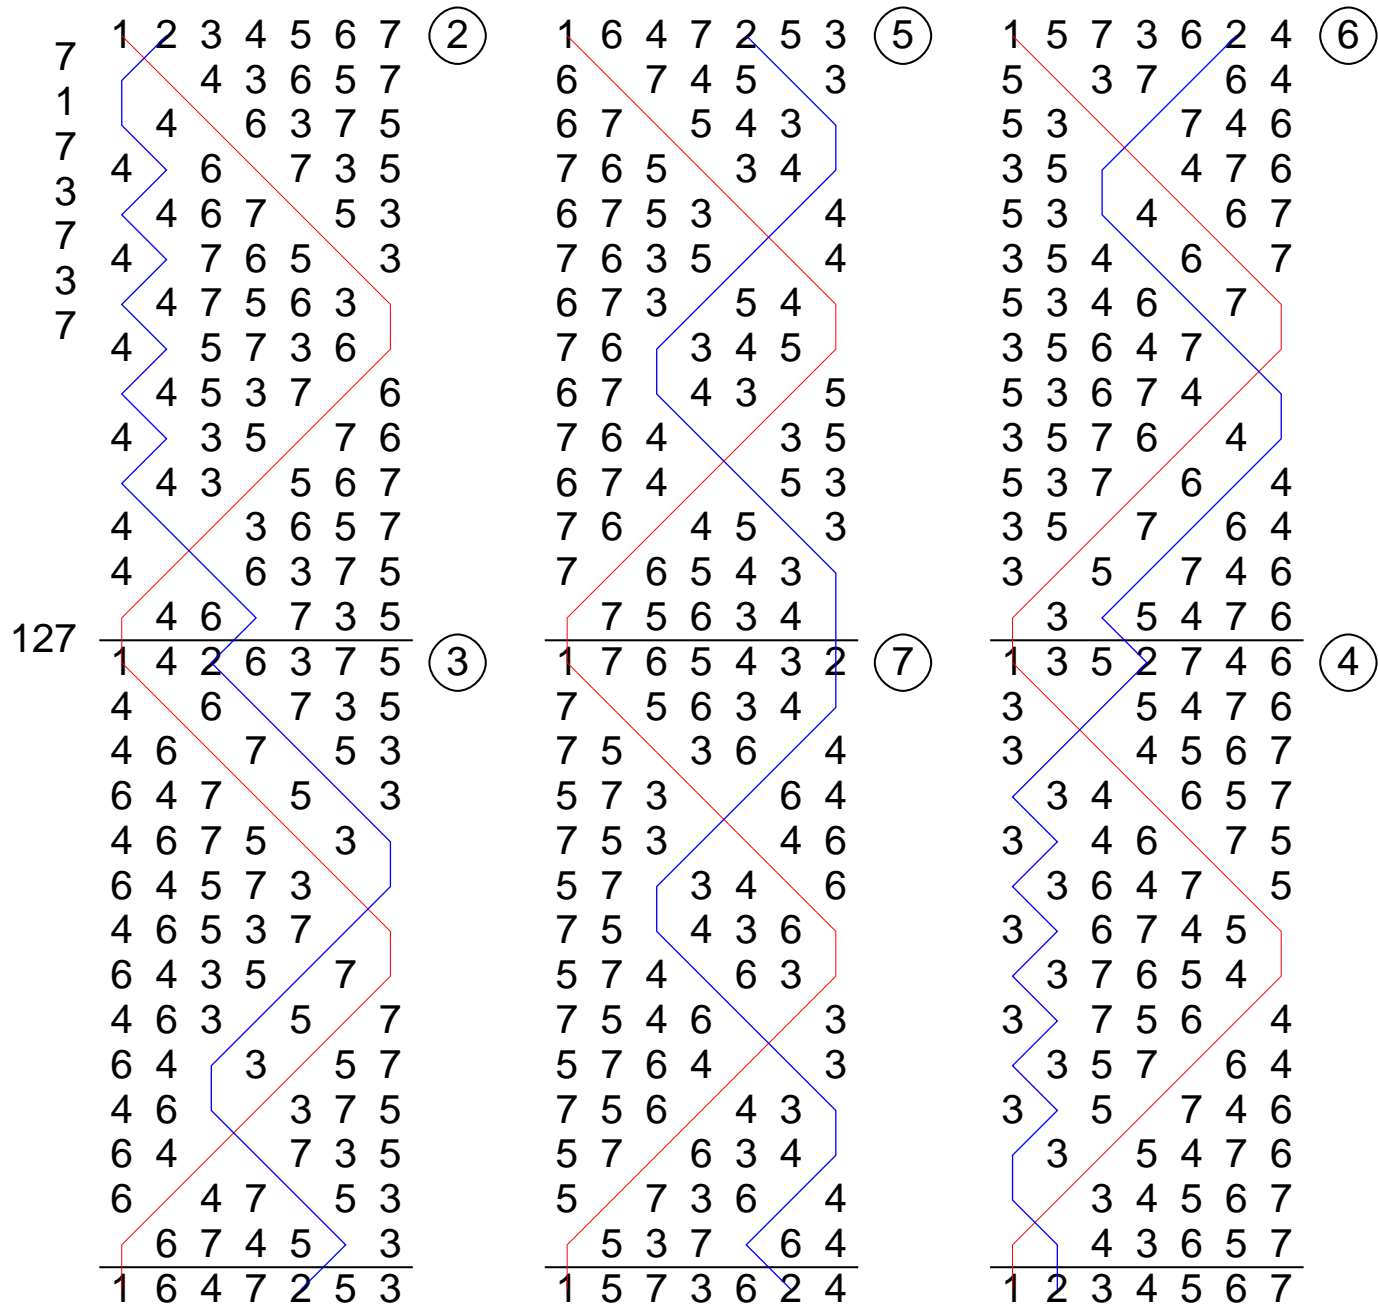 1 2 3 4 5 6 7 ②
7
4 3 6 5 7
1
4 6 3 7 5
7
4 6 7 3 5
3
4 6 7 5 3
7
4 7 6 5 3
3
4 7 5 6 3
7
4 5 7 3 6
4 5 3 7 6
4 3 5 7 6
4 3 5 6 7
4 3 6 5 7
4 6 3 7 5
4 6 7 3 5
127
1 4 2 6 3 7 5 ③
4 6 7 3 5
4 6 7 5 3
6 4 7 5 3
4 6 7 5 3
6 4 5 7 3
4 6 5 3 7
6 4 3 5 7
4 6 3 5 7
6 4 3 5 7
4 6 3 7 5
6 4 7 3 5
6 4 7 5 3
6 7 4 5 3
1 6 4 7 2 5 3
1 6 4 7 2 5 3 ⑤
6 7 4 5 3
6 7 5 4 3
7 6 5 3 4
6 7 5 3 4
7 6 3 5 4
6 7 3 5 4
7 6 3 4 5
6 7 4 3 5
7 6 4 3 5
6 7 4 5 3
7 6 4 5 3
7 6 5 4 3
7 5 6 3 4
1 7 6 5 4 3 2 ⑦
7 5 6 3 4
7 5 3 6 4
5 7 3 6 4
7 5 3 4 6
5 7 3 4 6
7 5 4 3 6
5 7 4 6 3
7 5 4 6 3
5 7 6 4 3
7 5 6 4 3
5 7 6 3 4
5 7 3 6 4
5 3 7 6 4
1 5 7 3 6 2 4
1 5 7 3 6 2 4 ⑥
5 3 7 6 4
5 3 7 4 6
3 5 4 7 6
5 3 4 6 7
3 5 4 6 7
5 3 4 6 7
3 5 6 4 7
5 3 6 7 4
3 5 7 6 4
5 3 7 6 4
3 5 7 6 4
3 5 7 4 6
3 5 4 7 6
1 3 5 2 7 4 6 ④
3 5 4 7 6
3 4 5 6 7
3 4 6 5 7
3 4 6 7 5
3 6 4 7 5
3 6 7 4 5
3 7 6 5 4
3 7 5 6 4
3 5 7 6 4
3 5 7 4 6
3 5 4 7 6
3 4 5 6 7
4 3 6 5 7
1 2 3 4 5 6 7